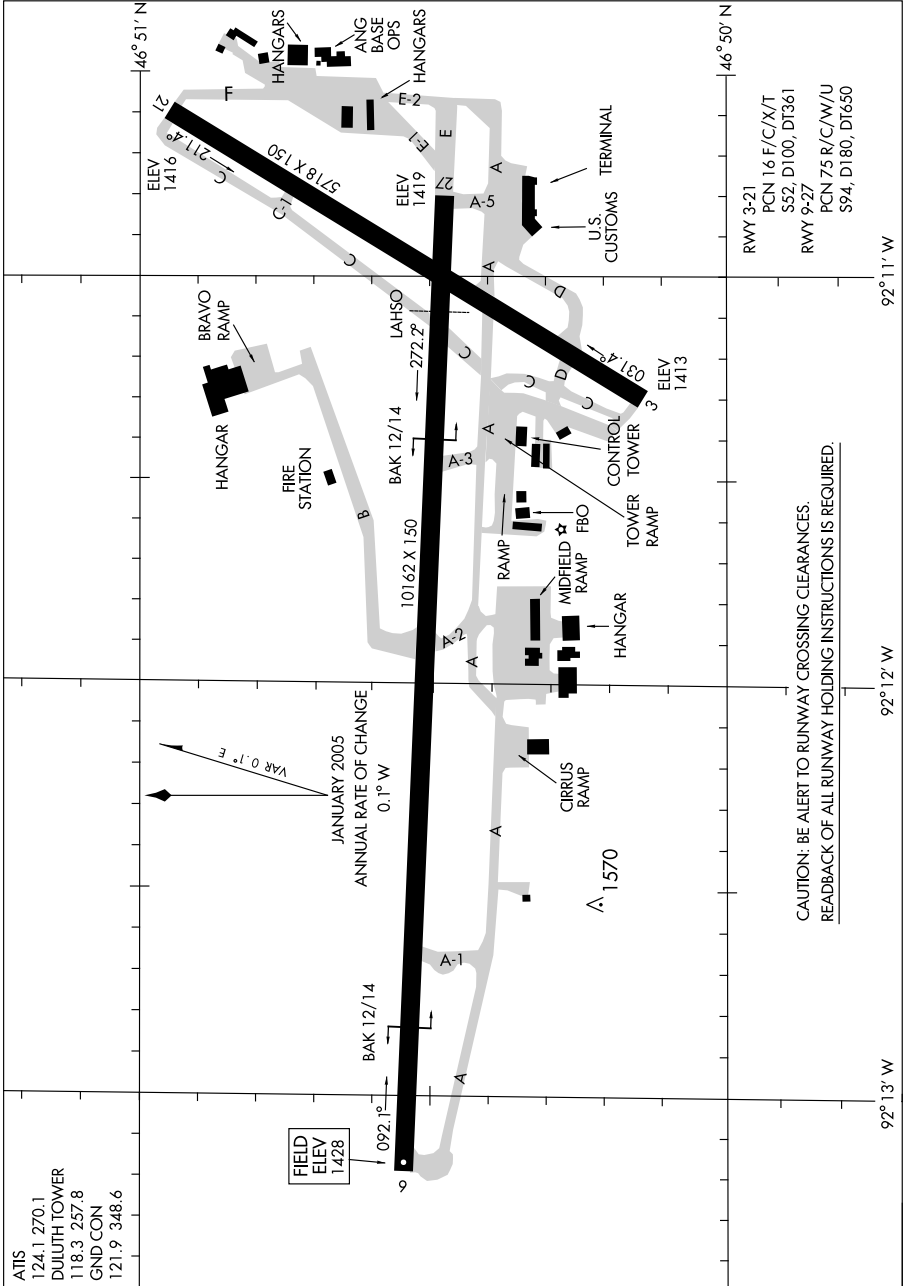 ATIS
124.1 270.1
DULUTH TOWER
118.3 257.8
GND CON
121.9 348.6
JANUARY 2005
ANNUAL RATE OF CHANGE
0.1° W
VAR 0.1° E
46°51' N
46°50' N
92°13' W
92°12' W
92°11' W
FIELD
ELEV
1428
9
092.1°
BAK 12/14
A
A-1
A
1570
CIRRUS
RAMP
A
A-2
HANGAR
MIDFIELD
RAMP
10162 X 150
B
FIRE
STATION
HANGAR
BRAVO
RAMP
RAMP
FBO
TOWER
RAMP
CONTROL
TOWER
A-3
A
BAK 12/14
272.2°
LAHSO
C
C
C
D
3
ELEV
1413
031.4°
D
A
C
C-1
C
5718 X 150
211.4°
21
ELEV
1416
ELEV
1419
27
A-5
A
E
E-1
E-2
F
U.S.
CUSTOMS
TERMINAL
HANGARS
HANGARS
ANG
BASE
OPS
RWY 3-21
PCN 16 F/C/X/T
S52, D100, DT361
RWY 9-27
PCN 75 R/C/W/U
S94, D180, DT650
CAUTION: BE ALERT TO RUNWAY CROSSING CLEARANCES.
READBACK OF ALL RUNWAY HOLDING INSTRUCTIONS IS REQUIRED.